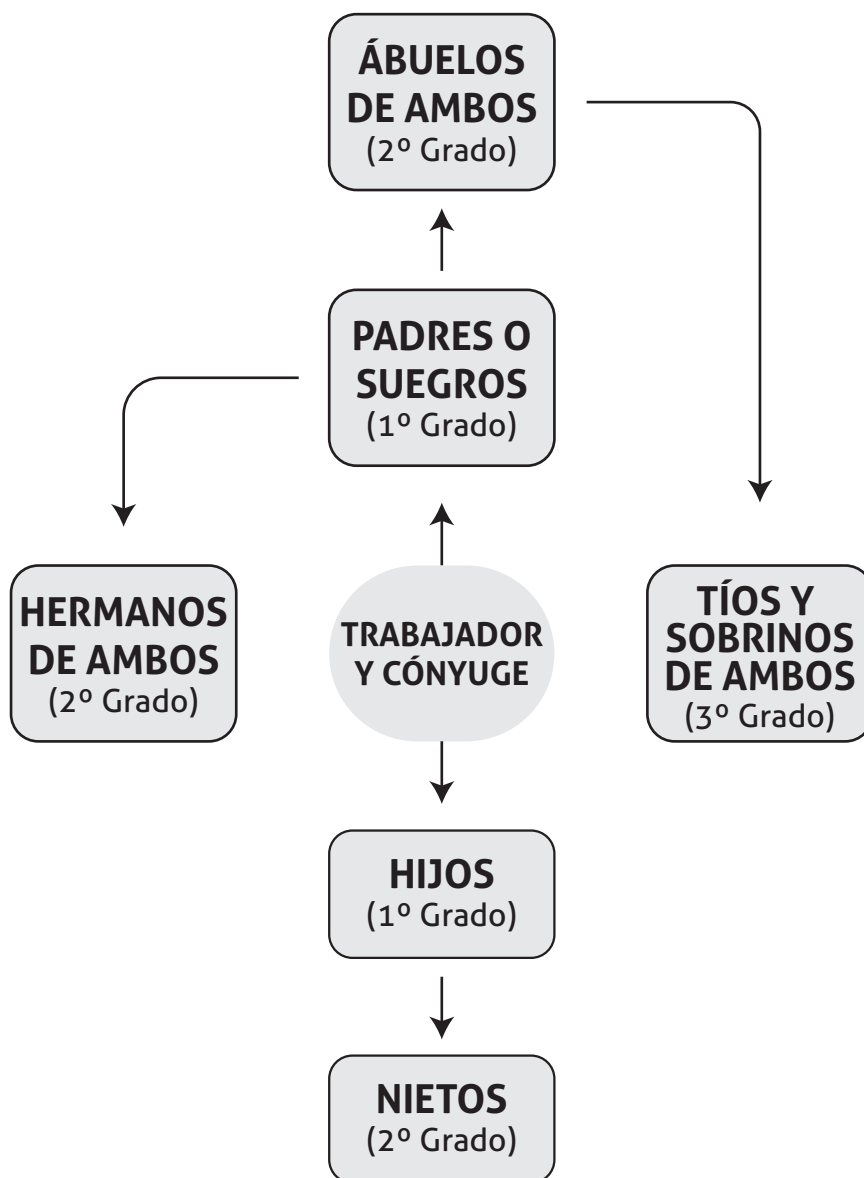 ÁBUELOS
DE AMBOS
(2º Grado)
PADRES O
SUEGROS
(1º Grado)
HERMANOS
DE AMBOS
(2º Grado)
TRABAJADOR
Y CÓNYUGE
TÍOS Y
SOBRINOS
DE AMBOS
(3º Grado)
HIJOS
(1º Grado)
NIETOS
(2º Grado)